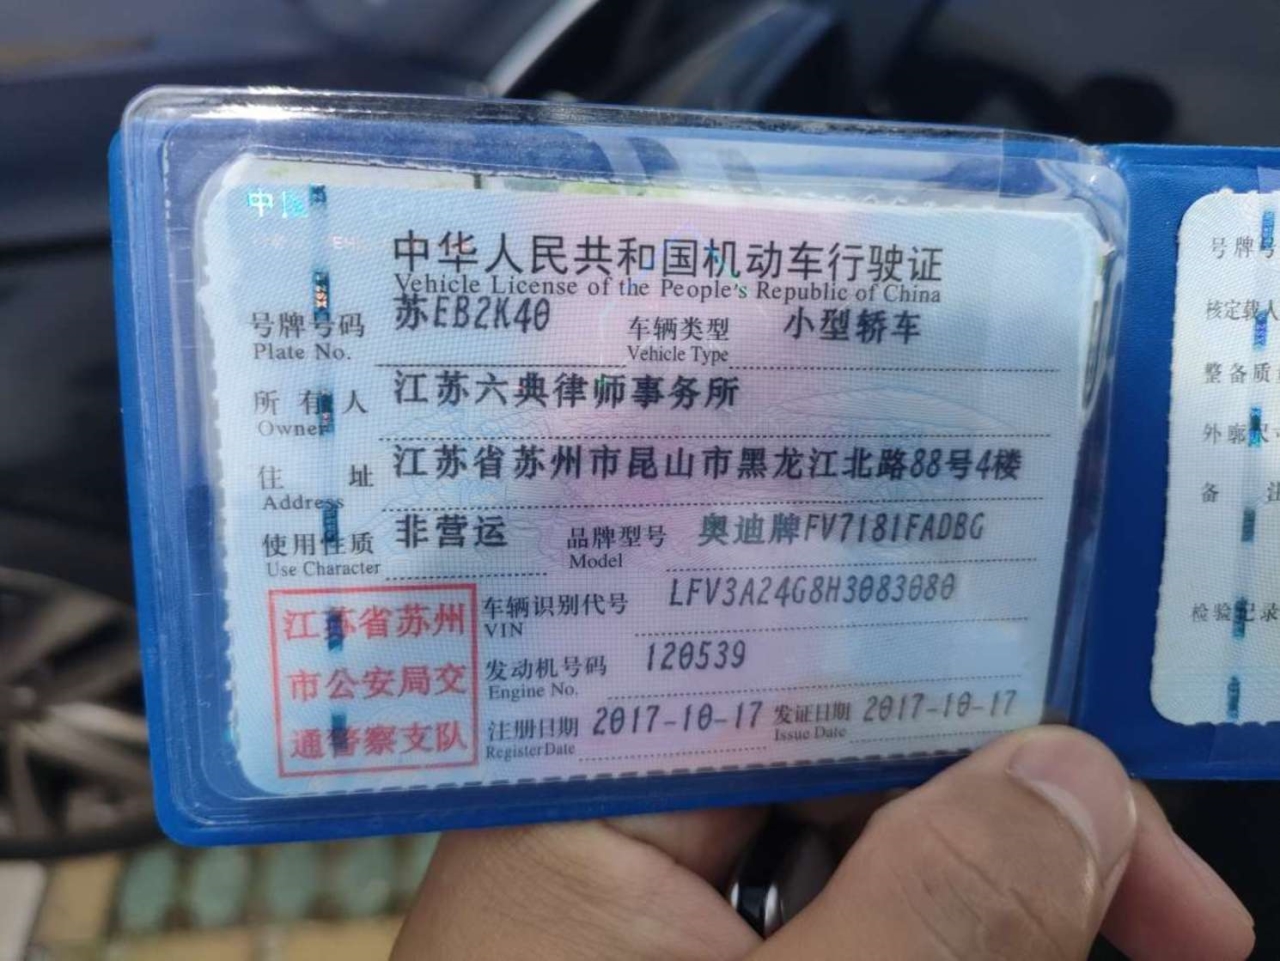 中国
中华人民共和国机动车行驶证
Vehicle License of the People's Republic of China
号牌号码 苏EB2K40 车辆类型 小型轿车
Plate No. Vehicle Type
所有人 江苏六典律师事务所
Owner
住址 江苏省苏州市昆山市黑龙江北路88号4楼
Address
使用性质 非营运 品牌型号 奥迪牌FV7181FADBG
Use Character Model
江苏省苏州
市公安局交
通警察支队
车辆识别代号 LFV3A24G8H3083080
VIN
发动机号码 120539
Engine No.
注册日期 2017-10-17 发证日期 2017-10-17
Register Date Issue Date
号牌号
核定载人
整备质
外廓尺
备
检验记录